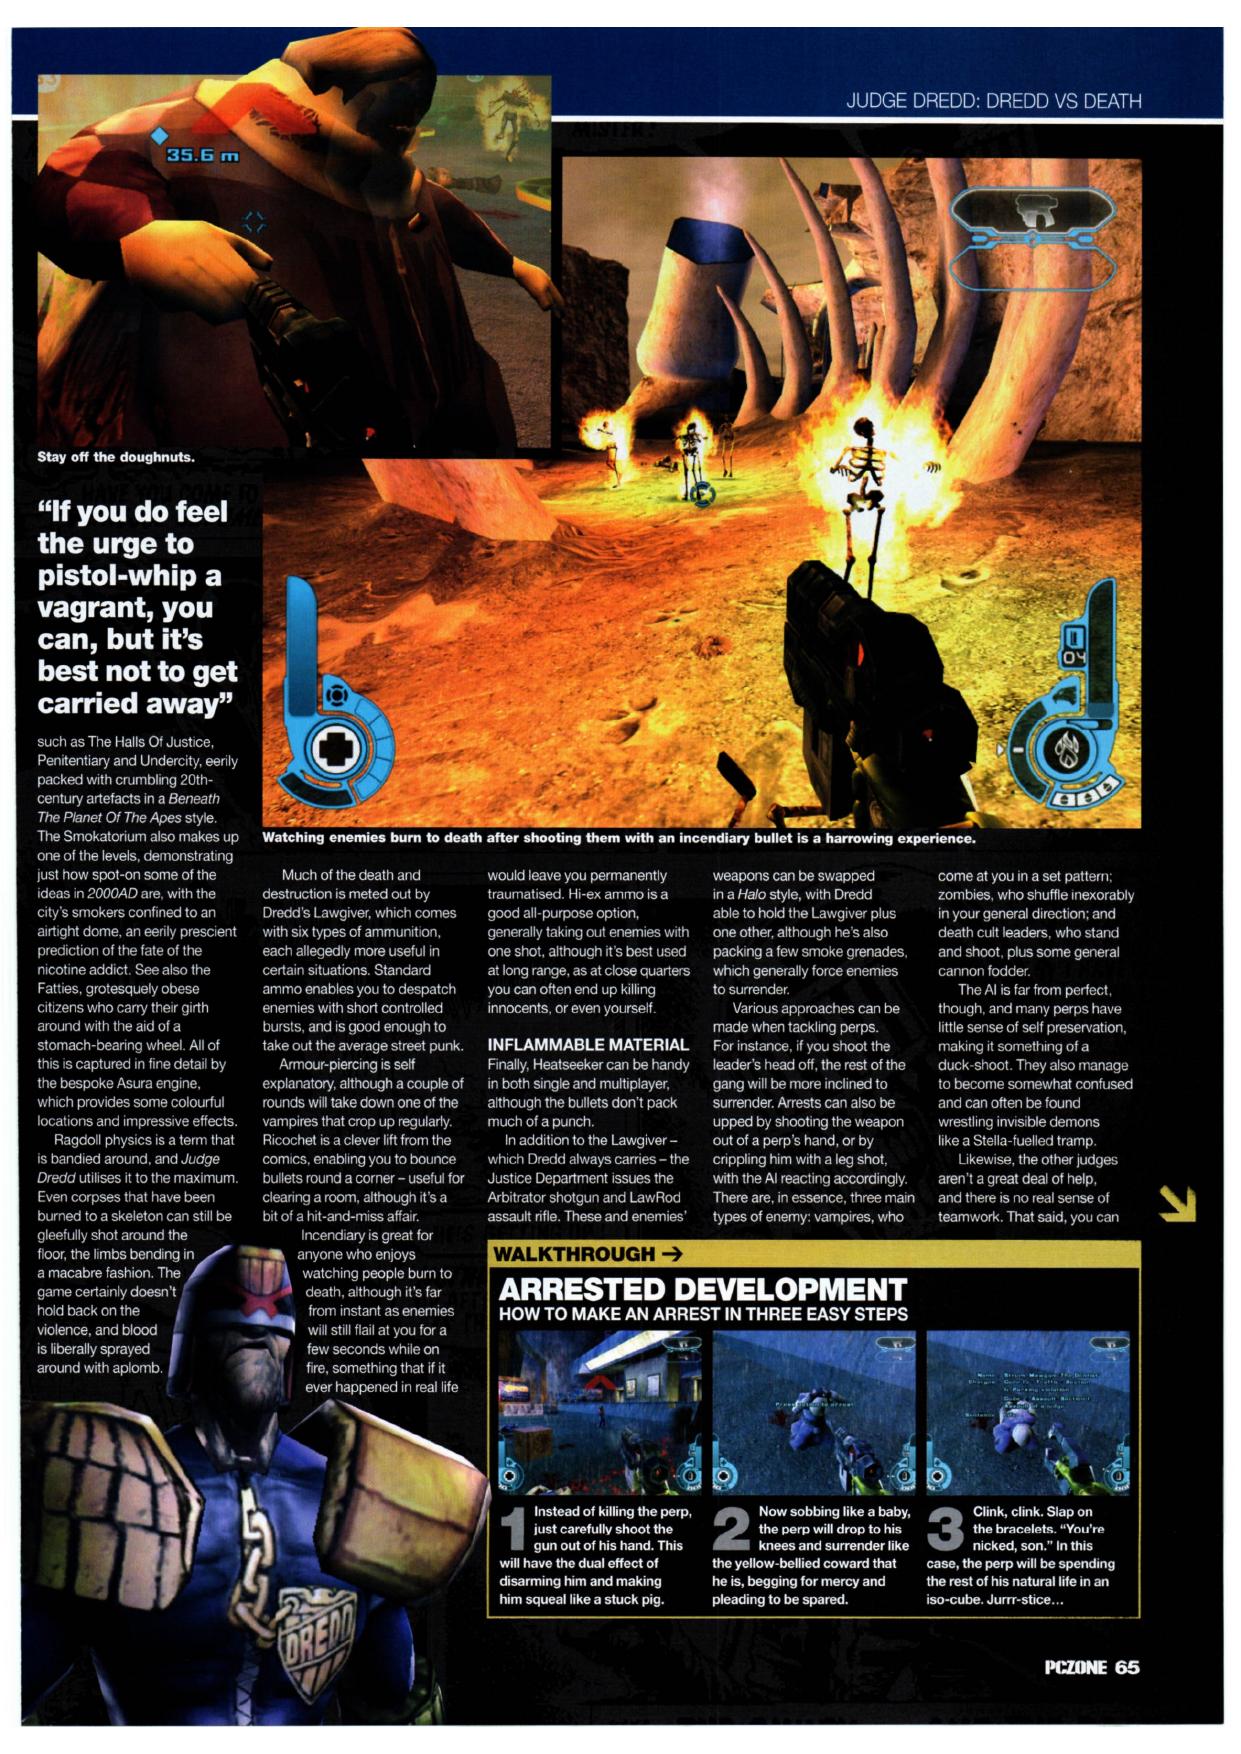 JUDGE DREDD: DREDD VS DEATH
35.6 m
Stay off the doughnuts.
“If you do feel
the urge to
pistol-whip a
vagrant, you
can, but it’s
best not to get
carried away”
04
Watching enemies burn to death after shooting them with an incendiary bullet is a harrowing experience.
such as The Halls Of Justice,
Penitentiary and Undercity, eerily
packed with crumbling 20th-
century artefacts in a Beneath
The Planet Of The Apes style.
The Smokatorium also makes up
one of the levels, demonstrating
just how spot-on some of the
ideas in 2000AD are, with the
city’s smokers confined to an
airtight dome, an eerily prescient
prediction of the fate of the
nicotine addict. See also the
Fatties, grotesquely obese
citizens who carry their girth
around with the aid of a
stomach-bearing wheel. All of
this is captured in fine detail by
the bespoke Asura engine,
which provides some colourful
locations and impressive effects.
Ragdoll physics is a term that
is bandied around, and Judge
Dredd utilises it to the maximum.
Even corpses that have been
burned to a skeleton can still be
gleefully shot around the
floor, the limbs bending in
a macabre fashion. The
game certainly doesn’t
hold back on the
violence, and blood
is liberally sprayed
around with aplomb.
Much of the death and
destruction is meted out by
Dredd’s Lawgiver, which comes
with six types of ammunition,
each allegedly more useful in
certain situations. Standard
ammo enables you to despatch
enemies with short controlled
bursts, and is good enough to
take out the average street punk.
Armour-piercing is self
explanatory, although a couple of
rounds will take down one of the
vampires that crop up regularly.
Ricochet is a clever lift from the
comics, enabling you to bounce
bullets round a corner – useful for
clearing a room, although it’s a
bit of a hit-and-miss affair.
Incendiary is great for
anyone who enjoys
watching people burn to
death, although it’s far
from instant as enemies
will still flail at you for a
few seconds while on
fire, something that if it
ever happened in real life
would leave you permanently
traumatised. Hi-ex ammo is a
good all-purpose option,
generally taking out enemies with
one shot, although it’s best used
at long range, as at close quarters
you can often end up killing
innocents, or even yourself.
INFLAMMABLE MATERIAL
Finally, Heatseeker can be handy
in both single and multiplayer,
although the bullets don’t pack
much of a punch.
In addition to the Lawgiver –
which Dredd always carries – the
Justice Department issues the
Arbitrator shotgun and LawRod
assault rifle. These and enemies’
weapons can be swapped
in a Halo style, with Dredd
able to hold the Lawgiver plus
one other, although he’s also
packing a few smoke grenades,
which generally force enemies
to surrender.
Various approaches can be
made when tackling perps.
For instance, if you shoot the
leader’s head off, the rest of the
gang will be more inclined to
surrender. Arrests can also be
upped by shooting the weapon
out of a perp’s hand, or by
crippling him with a leg shot,
with the AI reacting accordingly.
There are, in essence, three main
types of enemy: vampires, who
come at you in a set pattern;
zombies, who shuffle inexorably
in your general direction; and
death cult leaders, who stand
and shoot, plus some general
cannon fodder.
The AI is far from perfect,
though, and many perps have
little sense of self preservation,
making it something of a
duck-shoot. They also manage
to become somewhat confused
and can often be found
wrestling invisible demons
like a Stella-fuelled tramp.
Likewise, the other judges
aren’t a great deal of help,
and there is no real sense of
teamwork. That said, you can
DREDD
WALKTHROUGH →
ARRESTED DEVELOPMENT
HOW TO MAKE AN ARREST IN THREE EASY STEPS
1 Instead of killing the perp,
just carefully shoot the
gun out of his hand. This
will have the dual effect of
disarming him and making
him squeal like a stuck pig.
2 Now sobbing like a baby,
the perp will drop to his
knees and surrender like
the yellow-bellied coward that
he is, begging for mercy and
pleading to be spared.
3 Clink, clink. Slap on
the bracelets. “You’re
nicked, son.” In this
case, the perp will be spending
the rest of his natural life in an
iso-cube. Jurrr-stice…
PCZONE 65